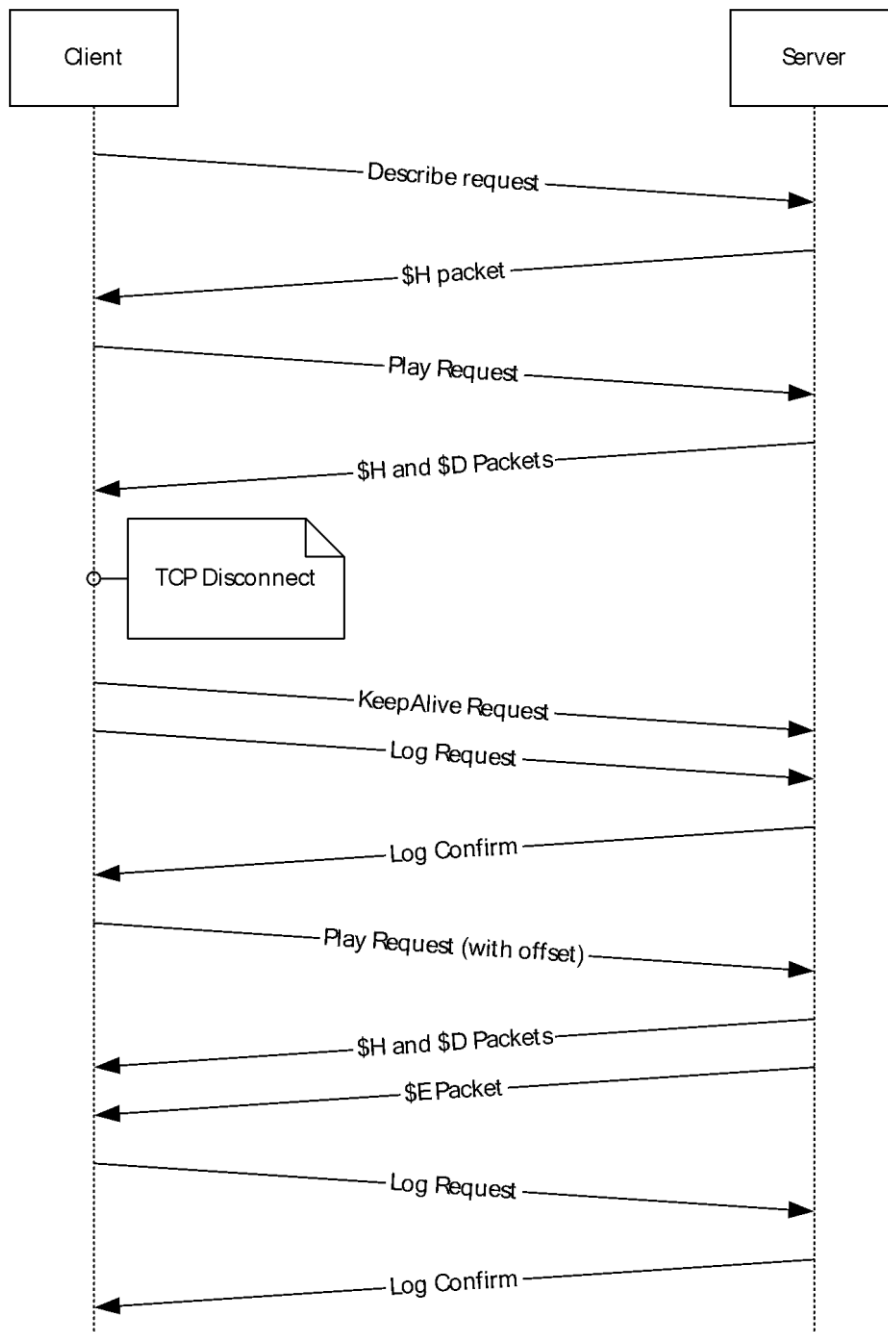 Client
Server
Describe request
$H packet
Play Request
$H and $D Packets
TCP Disconnect
KeepAlive Request
Log Request
Log Confirm
Play Request (with offset)
$H and $D Packets
$E Packet
Log Request
Log Confirm